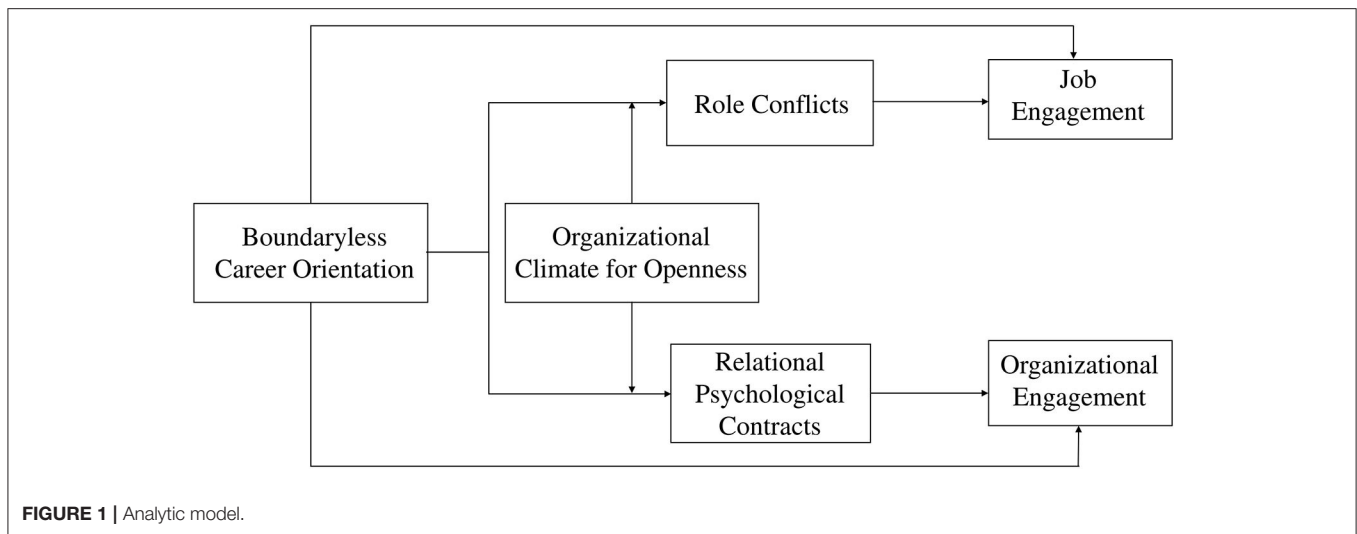 Role Conflicts
Job
Engagement
Boundaryless
Career Orientation
Organizational
Climate for Openness
Relational
Psychological
Contracts
Organizational
Engagement
FIGURE 1 | Analytic model.